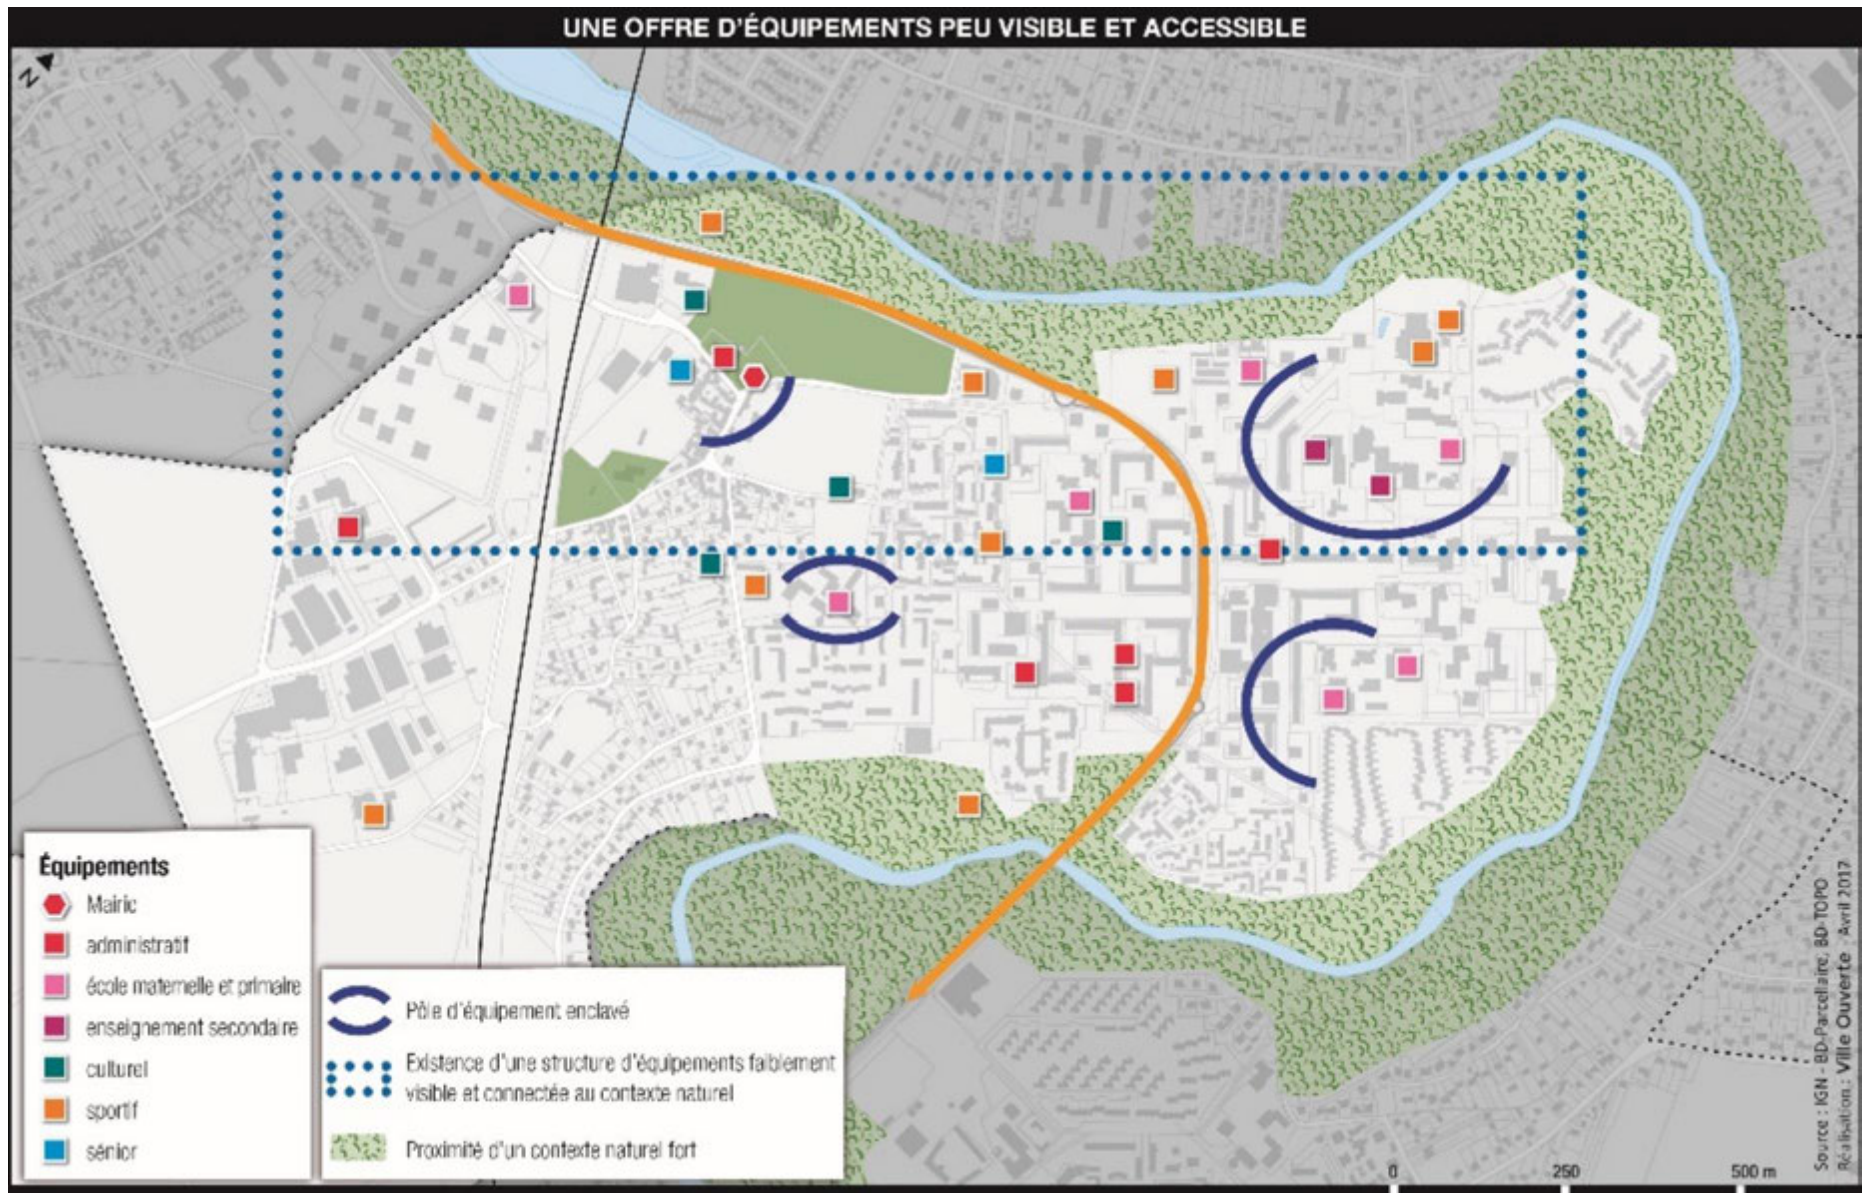 UNE OFFRE D'ÉQUIPEMENTS PEU VISIBLE ET ACCESSIBLE
N
Équipements
Mairie
administratif
école maternelle et primaire
enseignement secondaire
culturel
sportif
sénior
Pôle d'équipement enclavé
Existence d'une structure d'équipements faiblement
visible et connectée au contexte naturel
Proximité d'un contexte naturel fort
0 250 500 m
Source : IGN - BD-Parcellaire, BD-TOPO
Réalisation : Ville Ouverte - Avril 2017